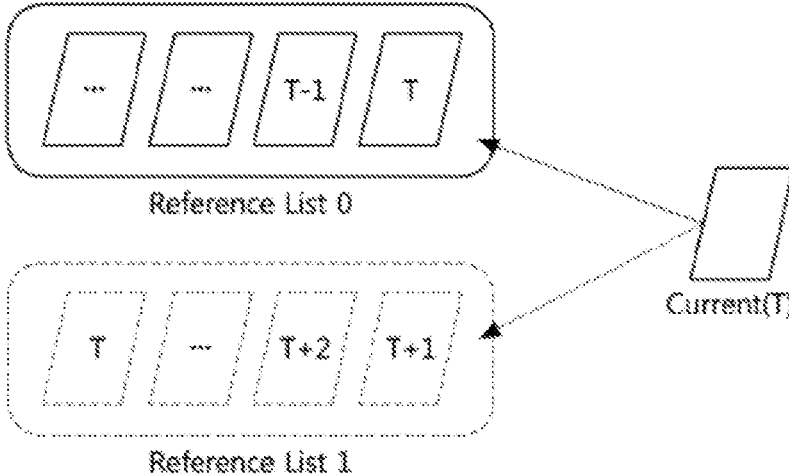 ... ... T-1 T
Reference List 0
Current(T)
T ... T+2 T+1
Reference List 1